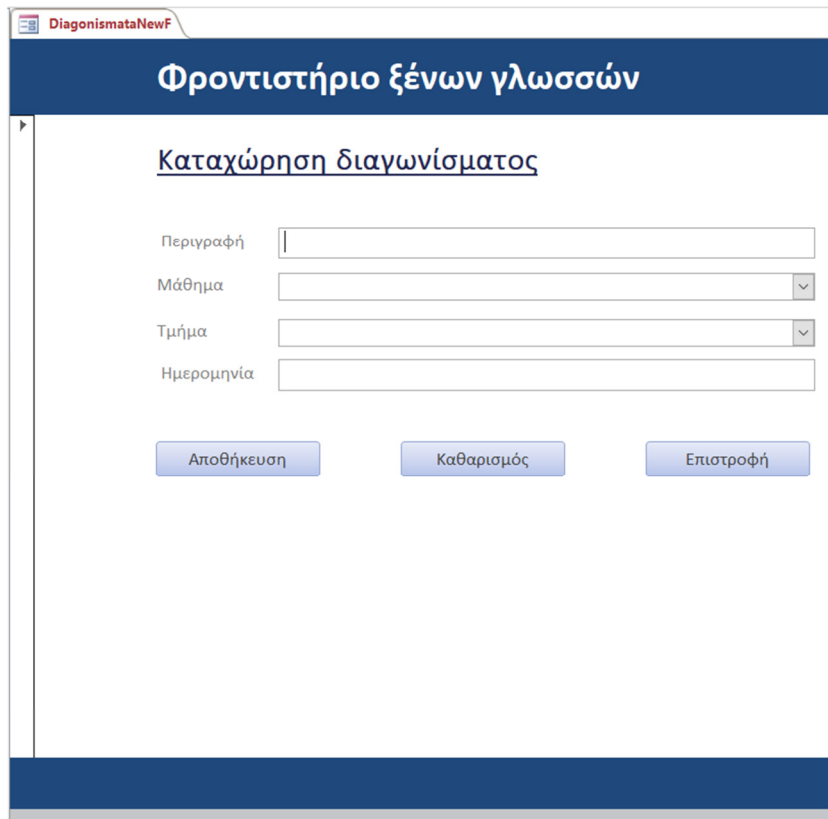 DiagonismataNewF
Φροντιστήριο ξένων γλωσσών
Καταχώρηση διαγωνίσματος
Περιγραφή
Μάθημα
Τμήμα
Ημερομηνία
Αποθήκευση Καθαρισμός Επιστροφή